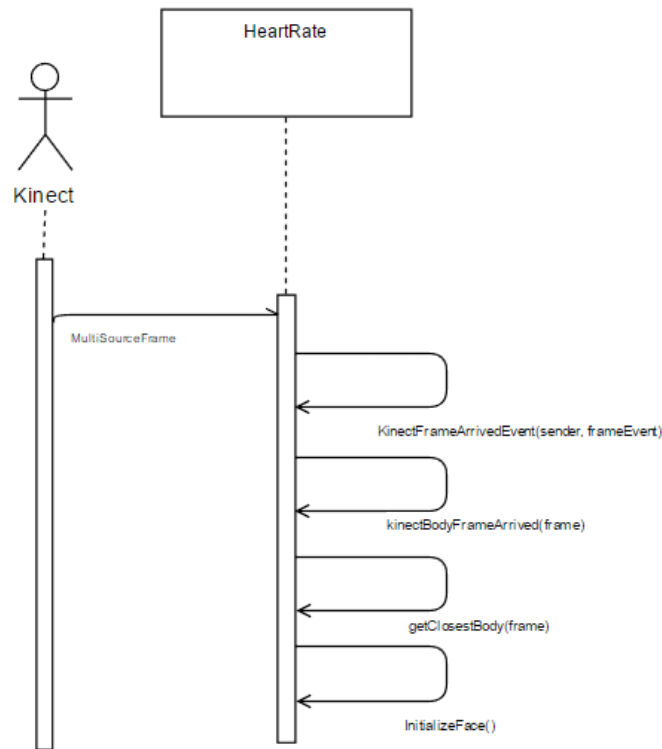 HeartRate
Kinect
MultiSourceFrame
KinectFrameArrivedEvent(sender, frameEvent)
kinectBodyFrameArrived(frame)
getClosestBody(frame)
InitializeFace()